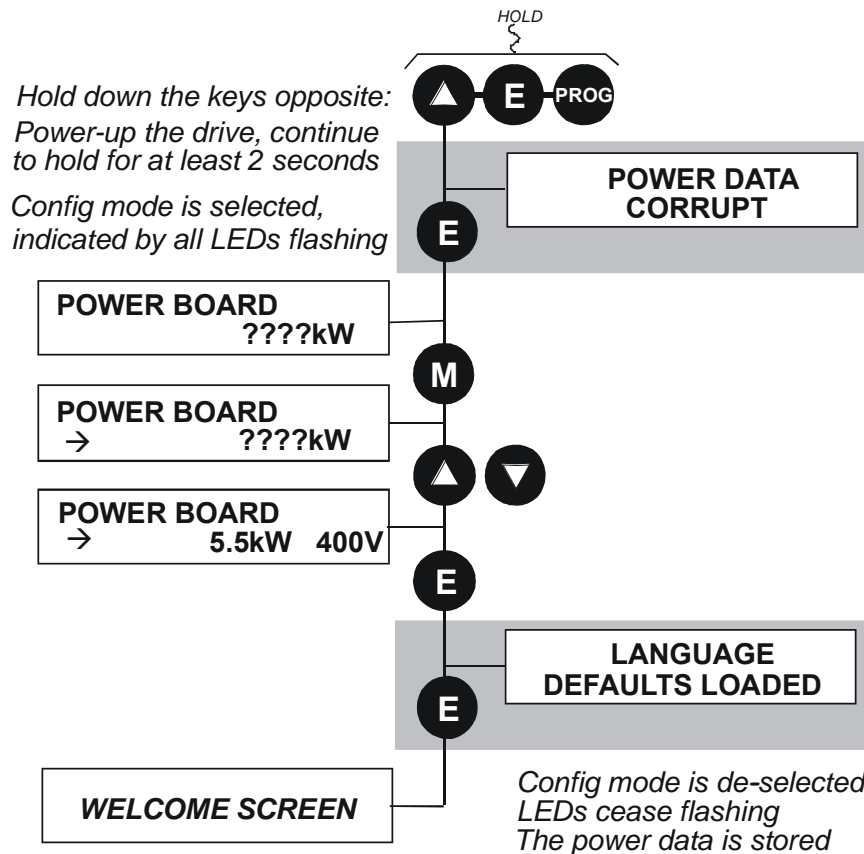 HOLD
Hold down the keys opposite:
Power-up the drive, continue
to hold for at least 2 seconds
E
PROG
Config mode is selected,
indicated by all LEDs flashing
POWER DATA
CORRUPT
E
POWER BOARD
????kW
M
POWER BOARD
→ ????kW
POWER BOARD
→ 5.5kW 400V
E
LANGUAGE
DEFAULTS LOADED
E
WELCOME SCREEN
Config mode is de-selected
LEDs cease flashing
The power data is stored